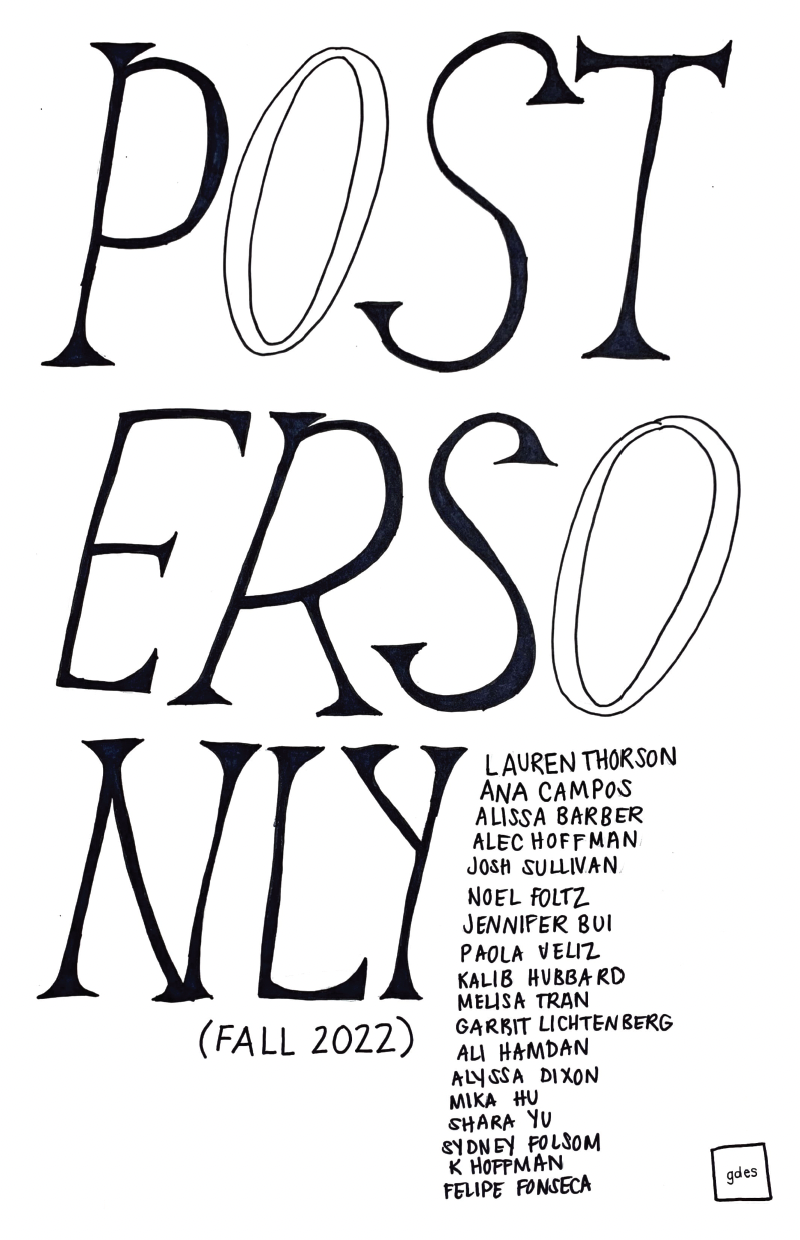 POST
ERSO
NLY
LAUREN THORSON
ANA CAMPOS
ALISSA BARBER
ALEC HOFFMAN
JOSH SULLIVAN
NOEL FOLTZ
JENNIFER BUI
PAOLA VELIZ
KALIB HUBBARD
MELISA TRAN
GARRIT LICHTENBERG
ALI HAMDAN
ALYSSA DIXON
MIKA HU
SHARA YU
SYDNEY FOLSOM
K HOFFMAN
FELIPE FONSECA
(FALL 2022)
gdes